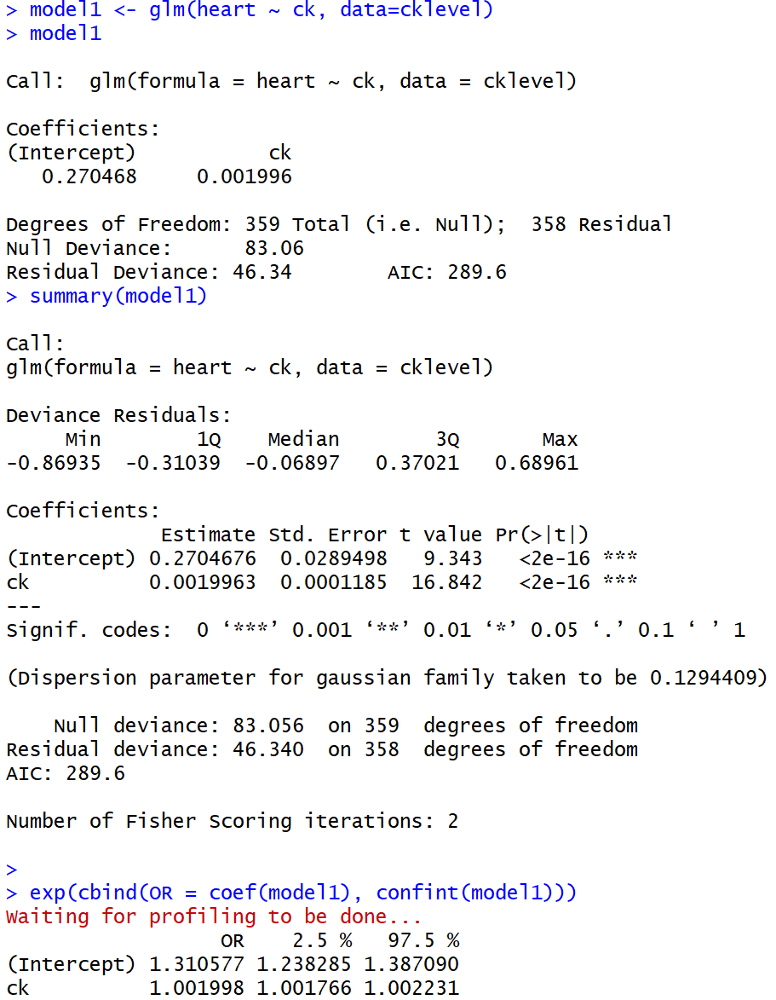 > model1 <- glm(heart ~ ck, data=cklevel)
> model1
Call:  glm(formula = heart ~ ck, data = cklevel)
Coefficients:
(Intercept)           ck
   0.270468     0.001996
Degrees of Freedom: 359 Total (i.e. Null);  358 Residual
Null Deviance:      83.06
Residual Deviance: 46.34        AIC: 289.6
> summary(model1)
Call:
glm(formula = heart ~ ck, data = cklevel)
Deviance Residuals:
     Min        1Q    Median        3Q       Max
-0.86935  -0.31039  -0.06897   0.37021   0.68961
Coefficients:
             Estimate Std. Error t value Pr(>|t|)
(Intercept) 0.2704676  0.0289498   9.343   <2e-16 ***
ck          0.0019963  0.0001185  16.842   <2e-16 ***
---
Signif. codes:  0 ‘***’ 0.001 ‘**’ 0.01 ‘*’ 0.05 ‘.’ 0.1 ‘ ’ 1
(Dispersion parameter for gaussian family taken to be 0.1294409)
    Null deviance: 83.056  on 359  degrees of freedom
Residual deviance: 46.340  on 358  degrees of freedom
AIC: 289.6
Number of Fisher Scoring iterations: 2
>
> exp(cbind(OR = coef(model1), confint(model1)))
Waiting for profiling to be done...
                  OR    2.5 %   97.5 %
(Intercept) 1.310577 1.238285 1.387090
ck          1.001998 1.001766 1.002231